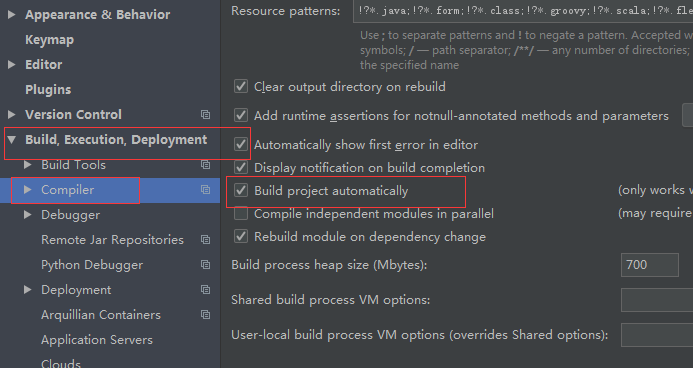 Appearance & Behavior
Keymap
Editor
Plugins
Version Control
Build, Execution, Deployment
Build Tools
Compiler
Debugger
Remote Jar Repositories
Python Debugger
Deployment
Arquillian Containers
Application Servers
Clouds
Resource patterns: !?*.java;!?*.form;!?*.class;!?*.groovy;!?*.scala;!?*.fle
Use ; to separate patterns and ! to negate a pattern. Accepted w
symbols; / — path separator; /**/ — any number of directories;
the specified name
Clear output directory on rebuild
Add runtime assertions for notnull-annotated methods and parameters
Automatically show first error in editor
Display notification on build completion
Build project automatically (only works w
Compile independent modules in parallel (may require
Rebuild module on dependency change
Build process heap size (Mbytes): 700
Shared build process VM options:
User-local build process VM options (overrides Shared options):